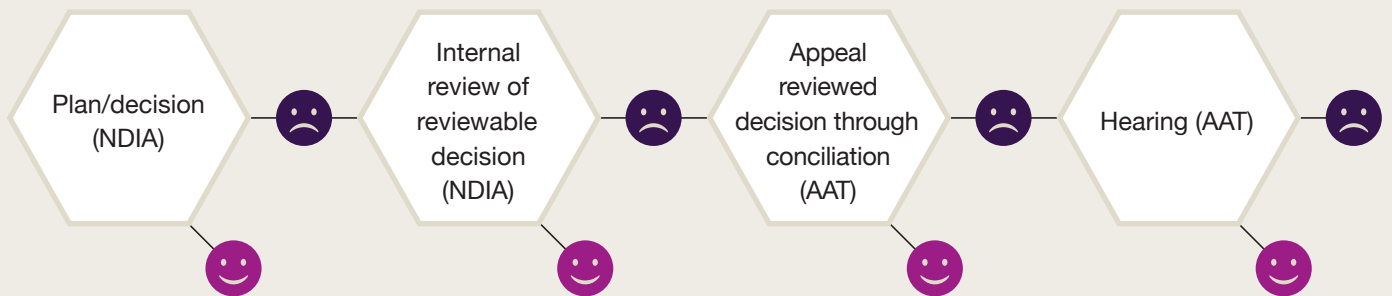 Plan/decision
(NDIA)
Internal
review of
reviewable
decision
(NDIA)
Appeal
reviewed
decision through
conciliation
(AAT)
Hearing (AAT)